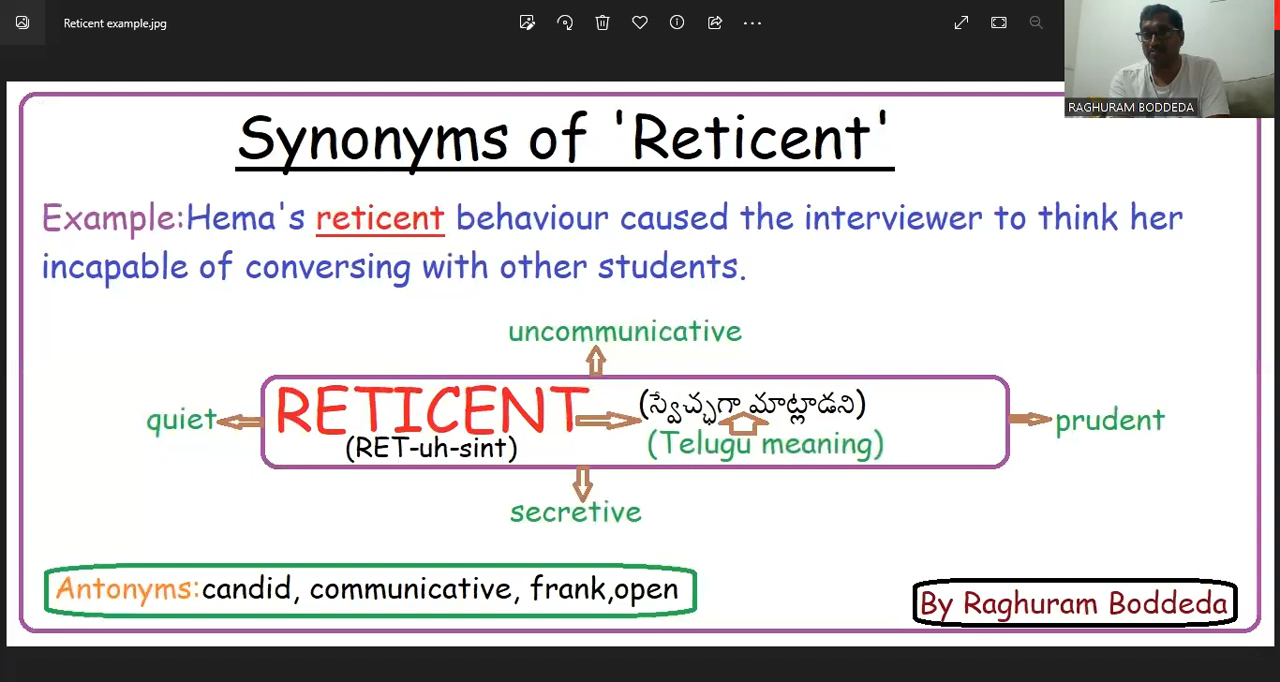 Reticent example.jpg
RAGHURAM BODDEDA
Synonyms of 'Reticent'
Example:Hema's reticent behaviour caused the interviewer to think her
incapable of conversing with other students.
uncommunicative
quiet
RETICENT
(స్వేచ్ఛగా మాట్లాడని)
prudent
(RET-uh-sint)
(Telugu meaning)
secretive
Antonyms:candid, communicative, frank,open
By Raghuram Boddeda